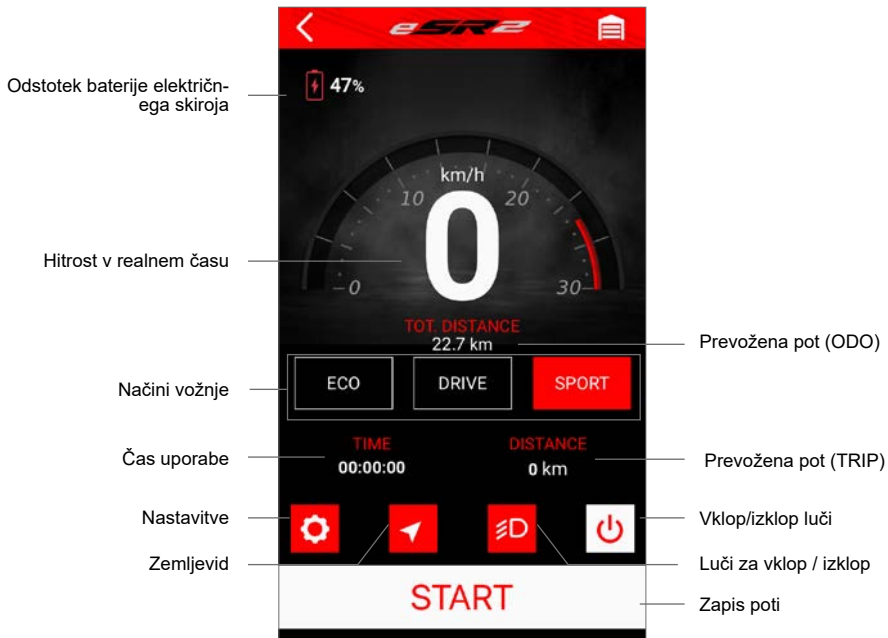 eSR2
Odstotek baterije električn-
ega skiroja
47%
km/h
10
20
0
Hitrost v realnem času
0
30
TOT. DISTANCE
22.7 km
Prevožena pot (ODO)
Načini vožnje
ECO
DRIVE
SPORT
TIME
DISTANCE
Čas uporabe
00:00:00
0 km
Prevožena pot (TRIP)
Nastavitve
Vklop/izklop luči
Zemljevid
Luči za vklop / izklop
START
Zapis poti